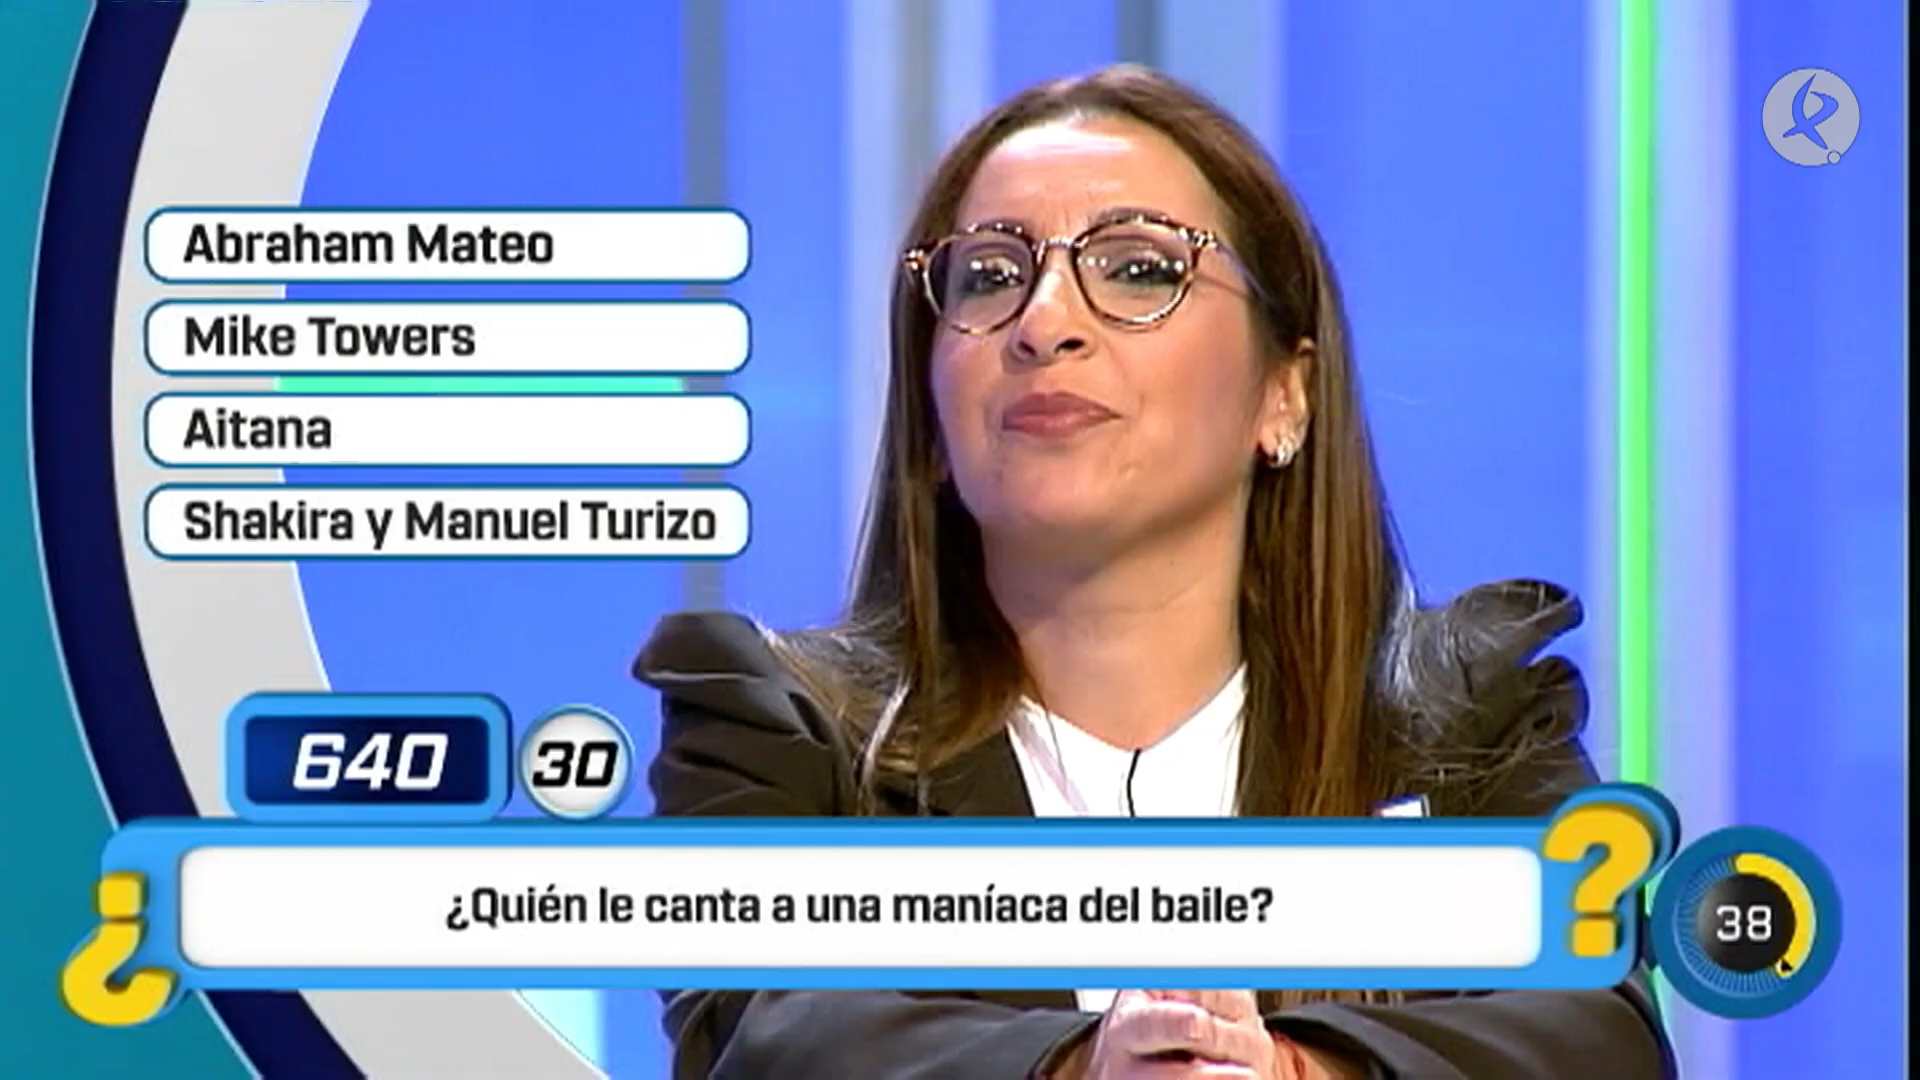 Abraham Mateo
Mike Towers
Aitana
Shakira y Manuel Turizo
640 30
¿Quién le canta a una maníaca del baile?
38